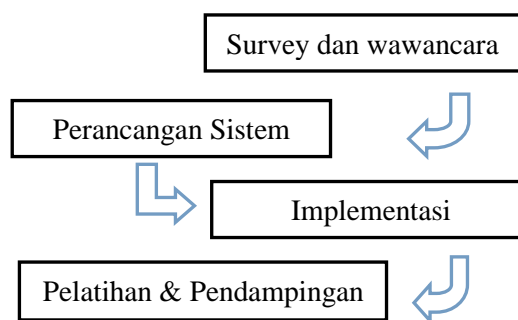 Survey dan wawancara
Perancangan Sistem
Implementasi
Pelatihan & Pendampingan